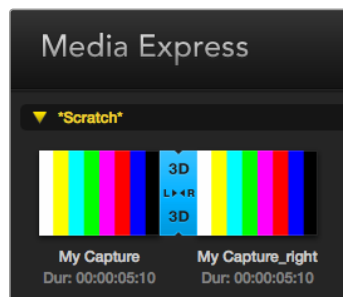 Media Express
*Scratch*
3D
L R
3D
My Capture My Capture_right
Dur: 00:00:05:10 Dur: 00:00:05:10